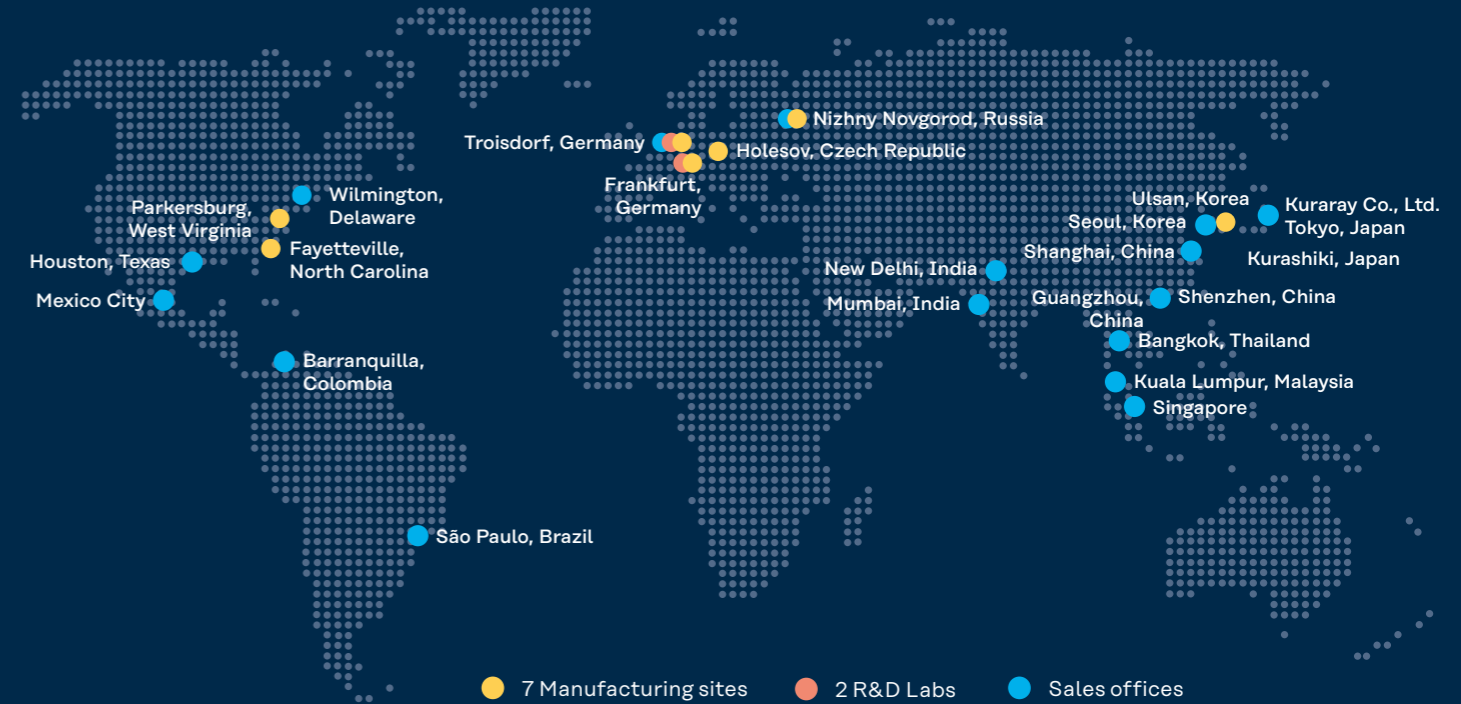 Nizhny Novgorod, Russia
Troisdorf, Germany
Holesov, Czech Republic
Frankfurt,
Germany
Wilmington,
Delaware
Parkersburg,
West Virginia
Fayetteville,
North Carolina
Houston, Texas
Mexico City
Barranquilla,
Colombia
São Paulo, Brazil
Ulsan, Korea
Seoul, Korea
Kuraray Co., Ltd.
Tokyo, Japan
Shanghai, China
Kurashiki, Japan
New Delhi, India
Mumbai, India
Guangzhou,
China
Shenzhen, China
Bangkok, Thailand
Kuala Lumpur, Malaysia
Singapore
7 Manufacturing sites
2 R&D Labs
Sales offices